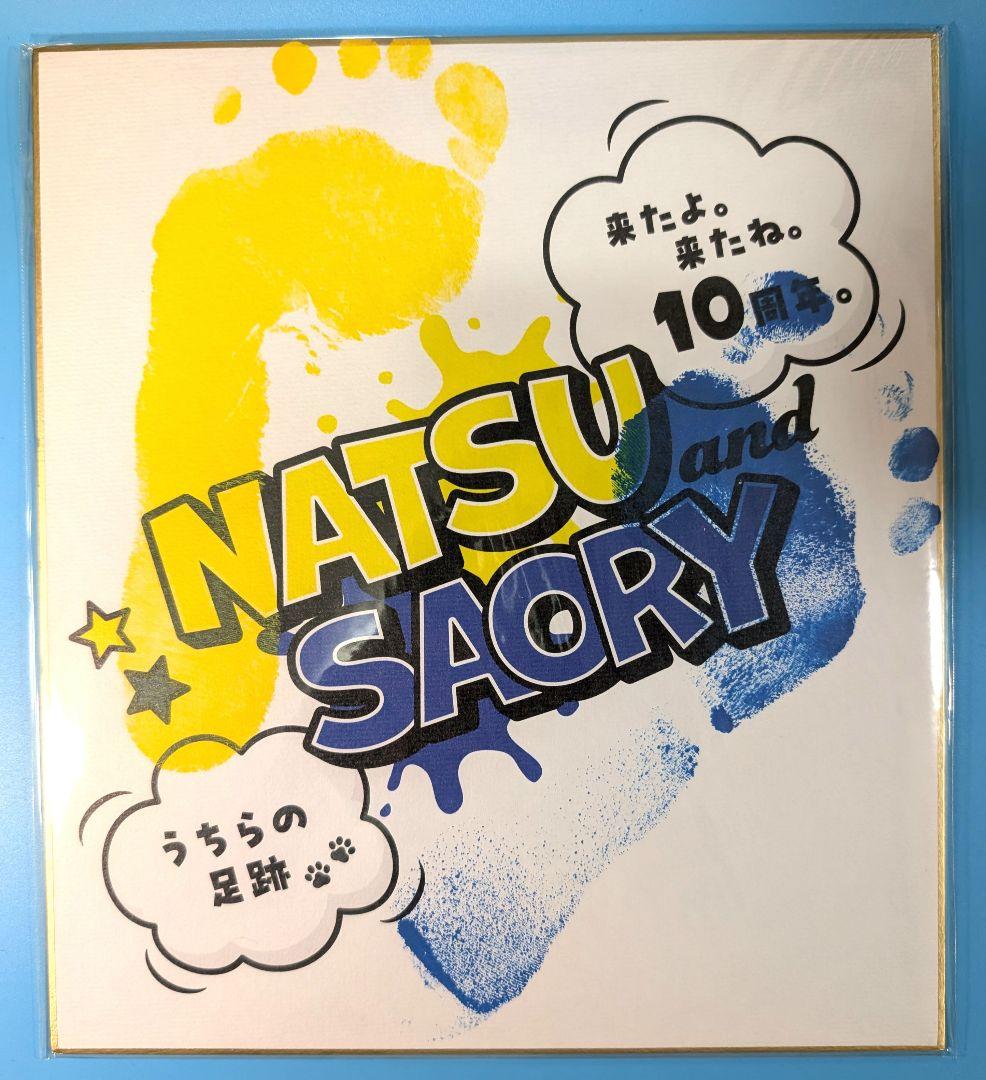 来たよ。
来たね。
10周年。
NATSU and
SAORY
うちらの
足跡